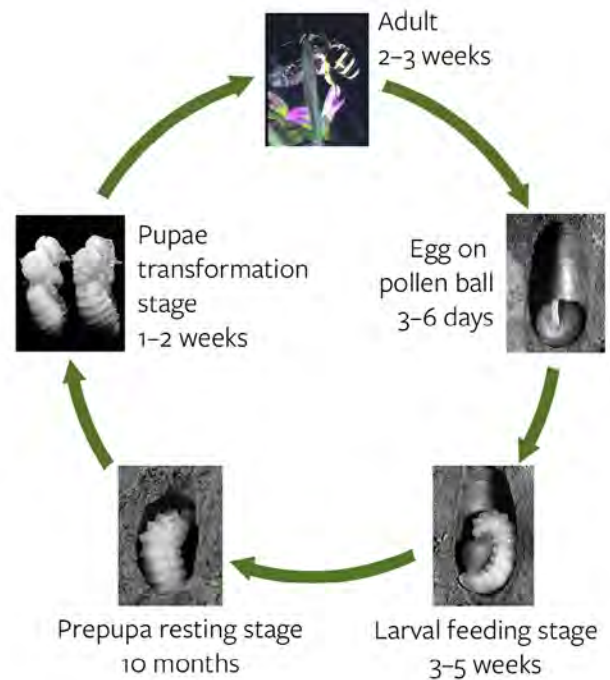 Adult
2–3 weeks
Egg on
pollen ball
3–6 days
Larval feeding stage
3–5 weeks
Prepupa resting stage
10 months
Pupae
transformation
stage
1–2 weeks